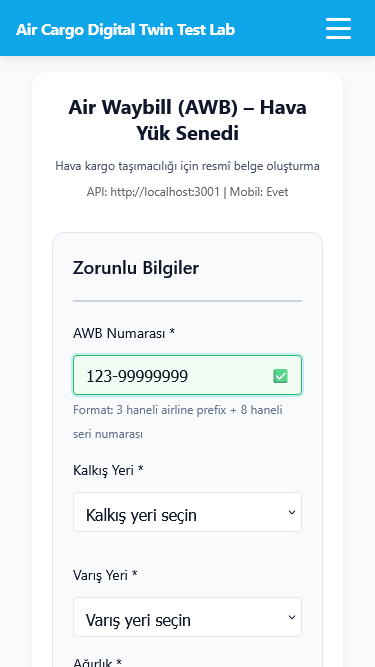 Air Cargo Digital Twin Test Lab
Air Waybill (AWB) – Hava
Yük Senedi
Hava kargo taşımacılığı için resmî belge oluşturma
API: http://localhost:3001 | Mobil: Evet
Zorunlu Bilgiler
AWB Numarası *
123-99999999
Format: 3 haneli airline prefix + 8 haneli
seri numarası
Kalkış Yeri *
Kalkış yeri seçin
Varış Yeri *
Varış yeri seçin
Ağırlık *